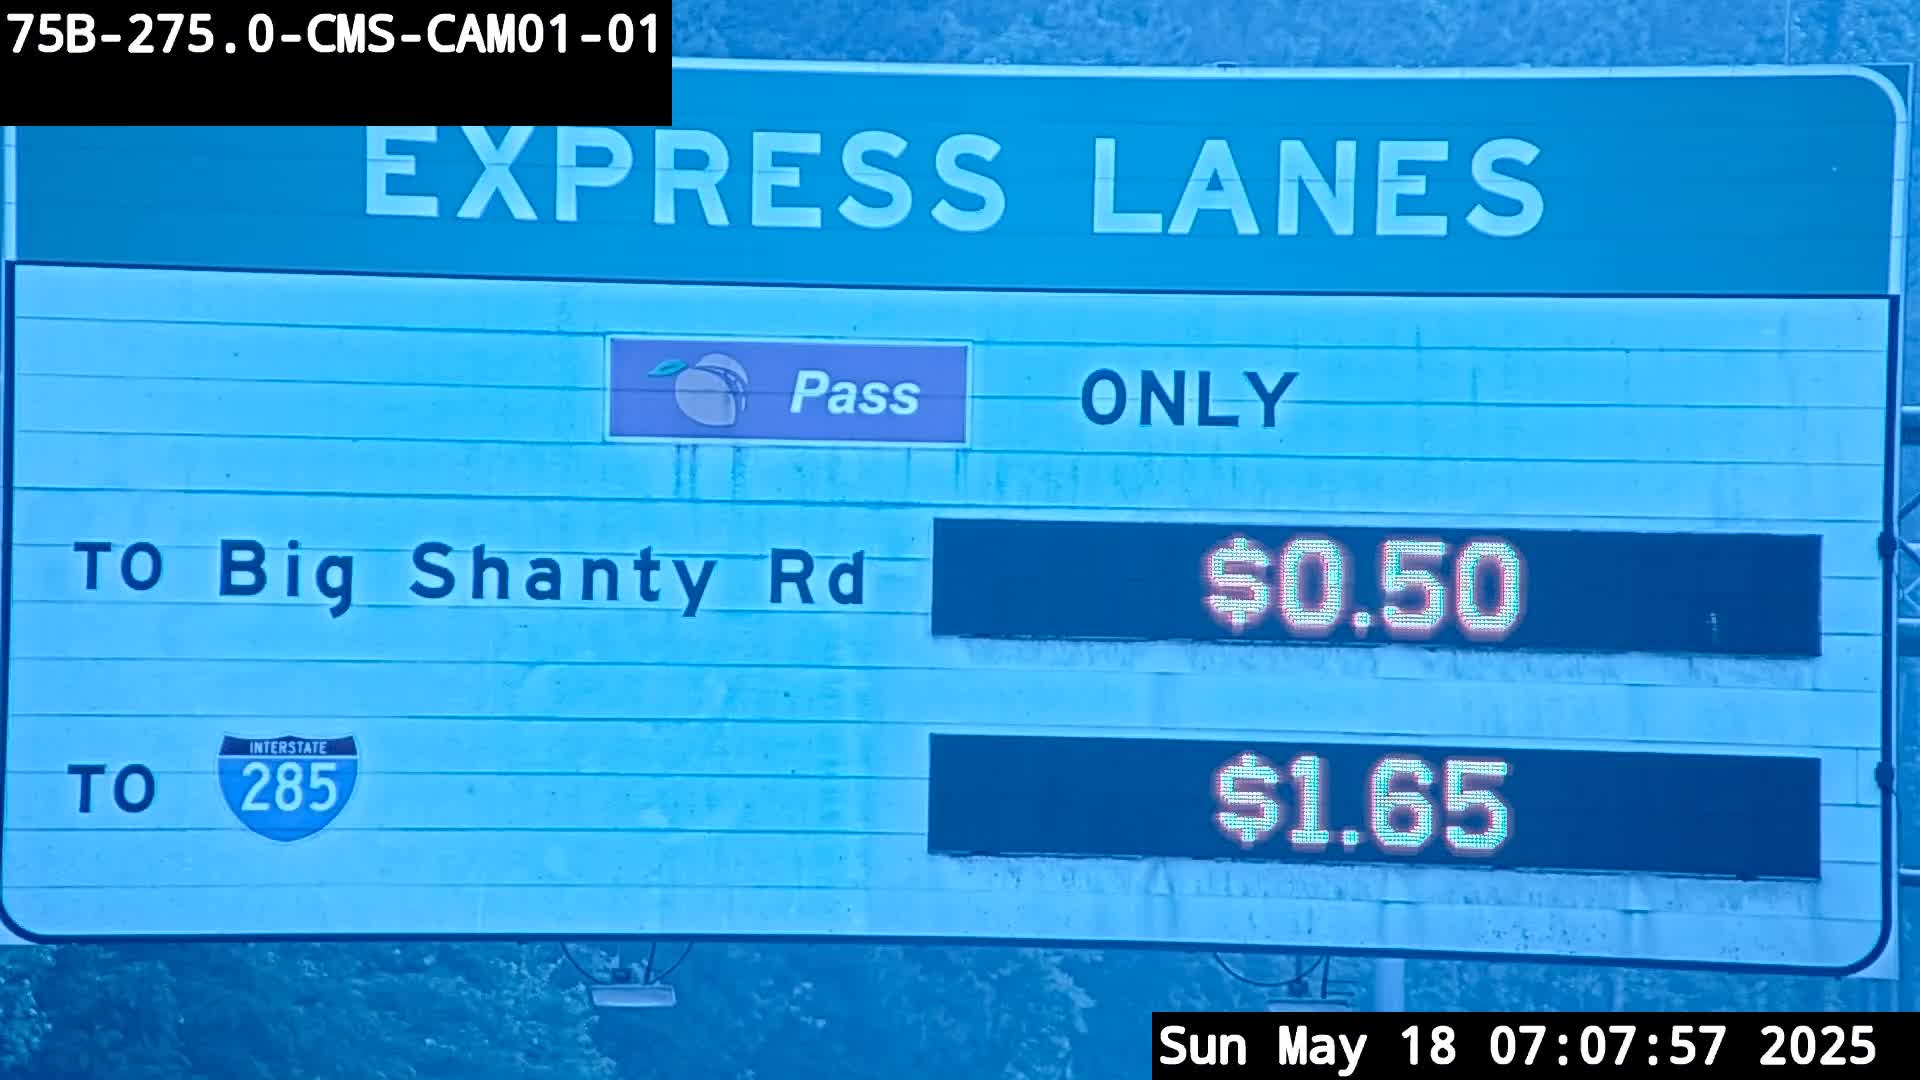 75B-275.0-CMS-CAM01-01
EXPRESS LANES
Pass ONLY
TO Big Shanty Rd $0.50
TO INTERSTATE 285 $1.65
Sun May 18 07:07:57 2025